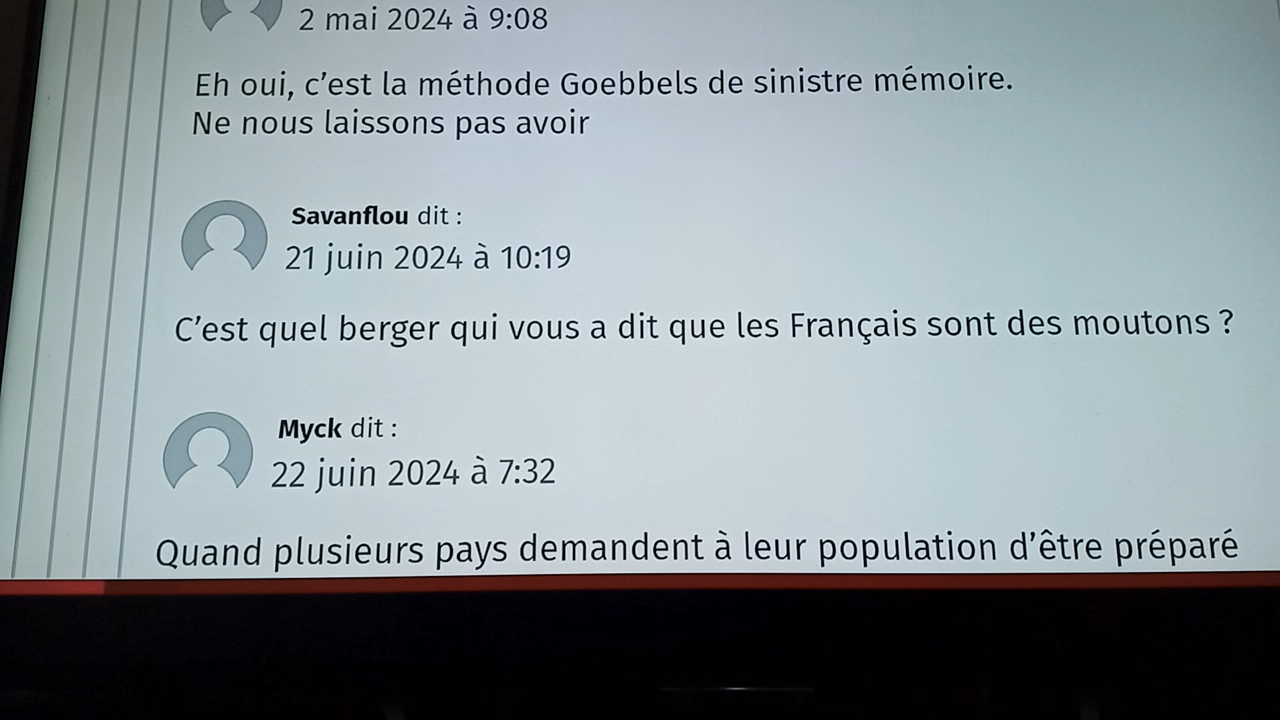 2 mai 2024 à 9:08
Eh oui, c’est la méthode Goebbels de sinistre mémoire.
Ne nous laissons pas avoir
Savanflou dit :
21 juin 2024 à 10:19
C’est quel berger qui vous a dit que les Français sont des moutons ?
Myck dit :
22 juin 2024 à 7:32
Quand plusieurs pays demandent à leur population d’être préparé